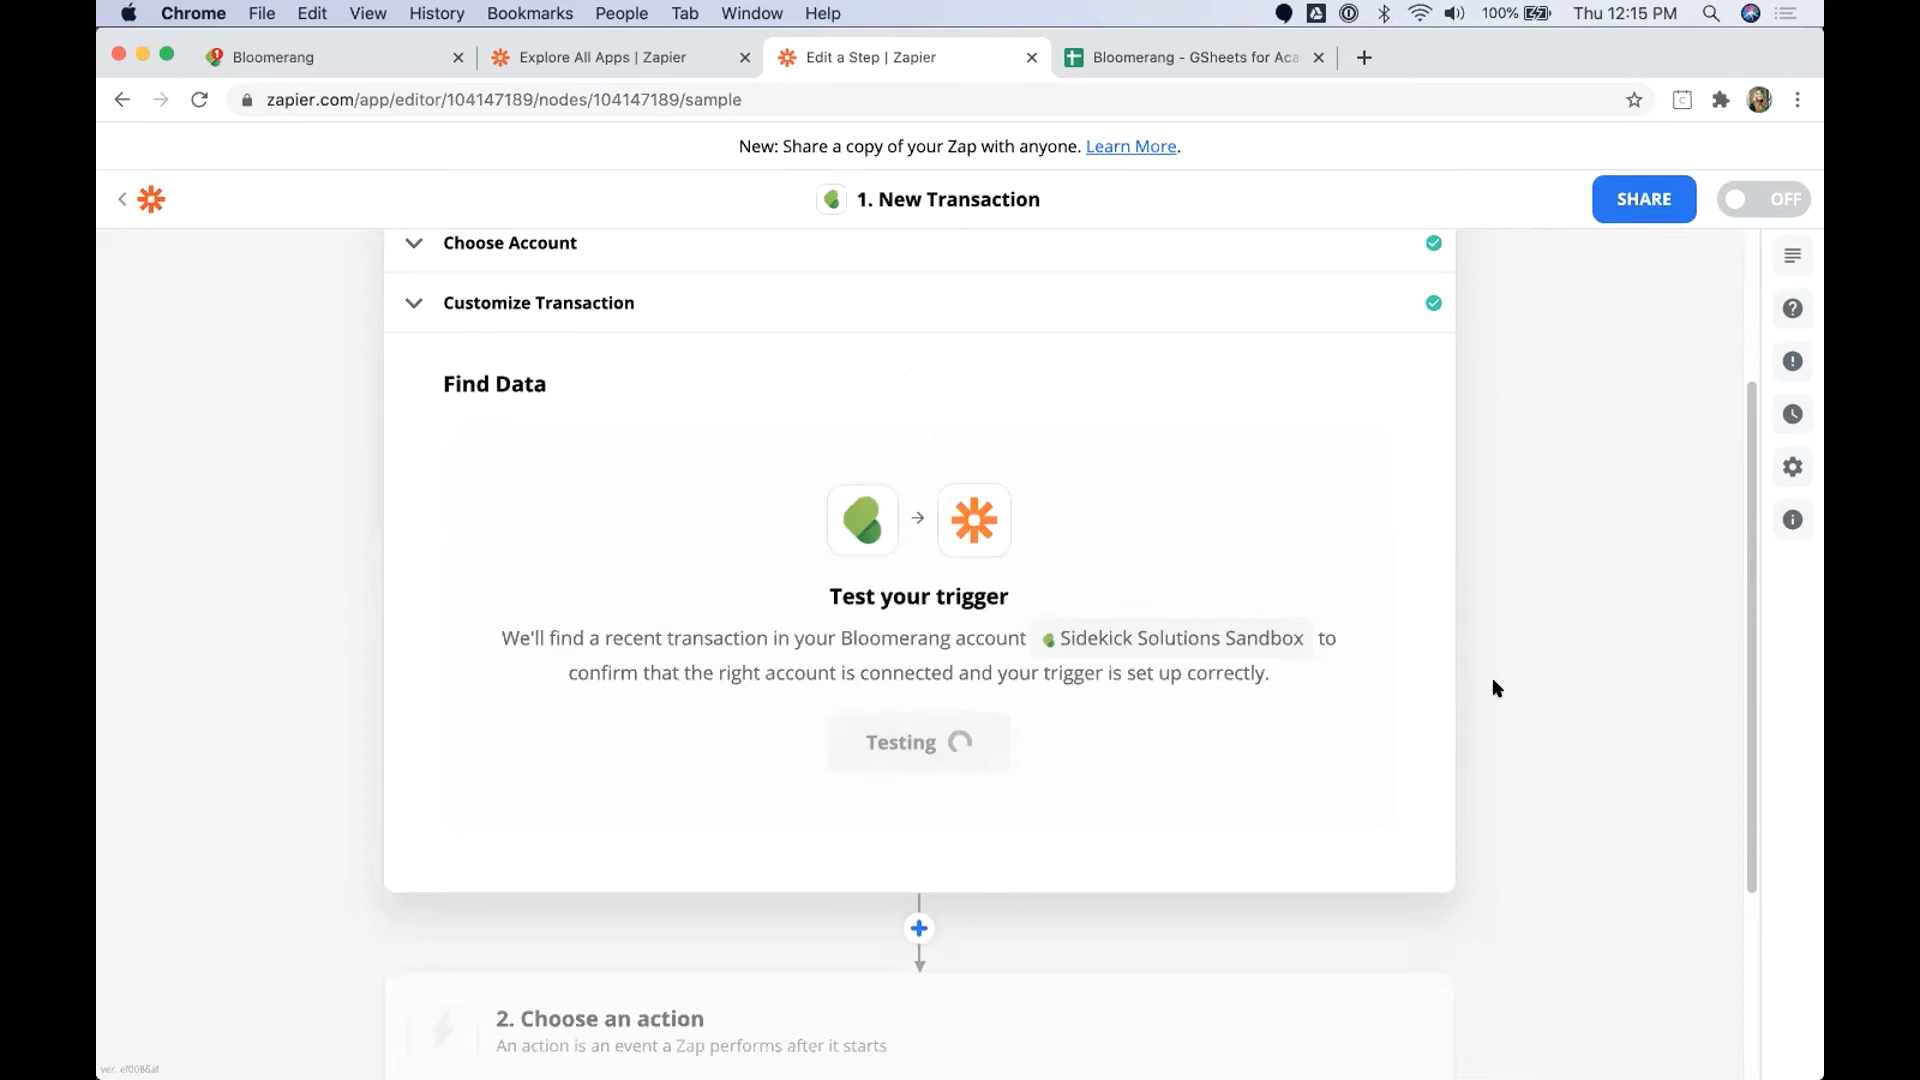 Chrome File Edit View History Bookmarks People Tab Window Help 100% Thu 12:15 PM
Bloomerang Explore All Apps | Zapier Edit a Step | Zapier Bloomerang - GSheets for Aca
zapier.com/app/editor/104147189/nodes/104147189/sample
New: Share a copy of your Zap with anyone. Learn More.
1. New Transaction SHARE OFF
Choose Account
Customize Transaction
Find Data
Test your trigger
We'll find a recent transaction in your Bloomerang account Sidekick Solutions Sandbox to
confirm that the right account is connected and your trigger is set up correctly.
Testing
2. Choose an action
An action is an event a Zap performs after it starts